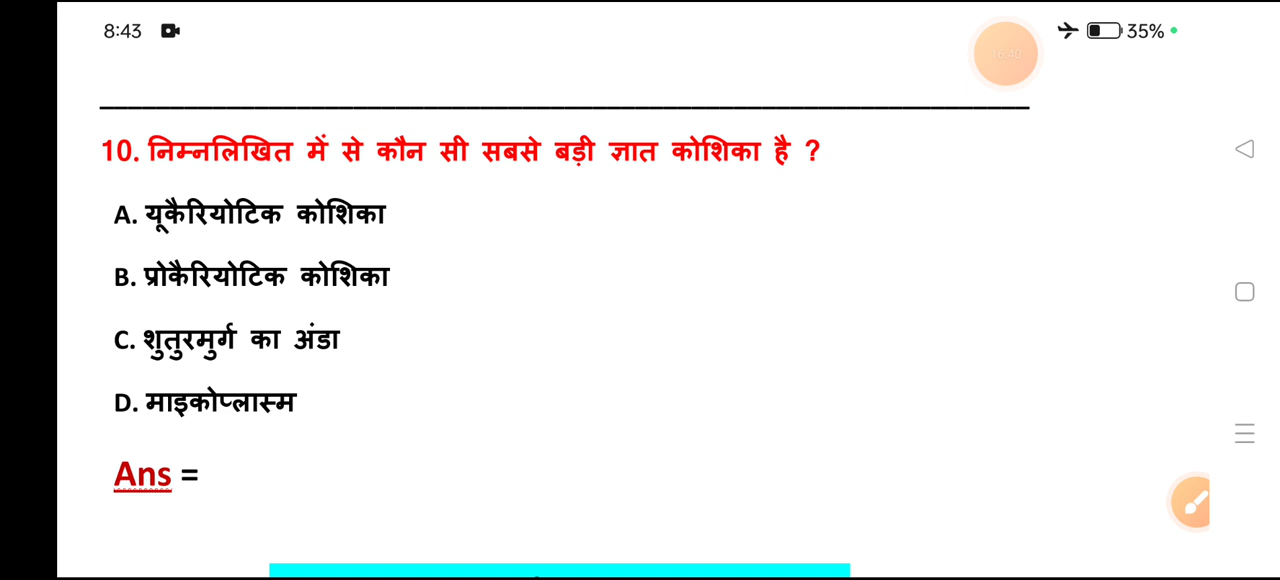 8:43
35%
10. निम्नलिखित में से कौन सी सबसे बड़ी ज्ञात कोशिका है ?
A. यूकैरियोटिक कोशिका
B. प्रोकैरियोटिक कोशिका
C. शुतुरमुर्ग का अंडा
D. माइकोप्लास्म
Ans =